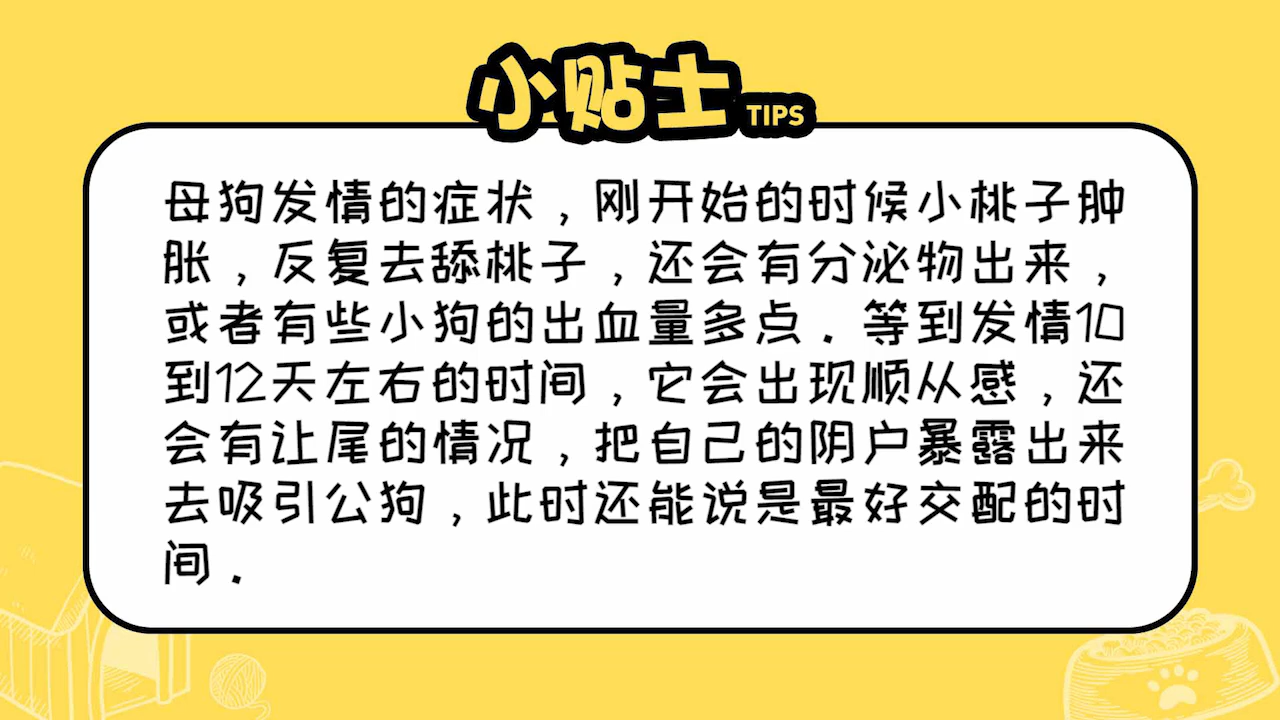 小贴士 TIPS
母狗发情的症状，刚开始的时候小桃子肿
胀，反复去舔桃子，还会有分泌物出来，
或者有些小狗的出血量多点．等到发情10
到12天左右的时间，它会出现顺从感，还
会有让尾的情况，把自己的阴户暴露出来
去吸引公狗，此时还能说是最好交配的时
间．